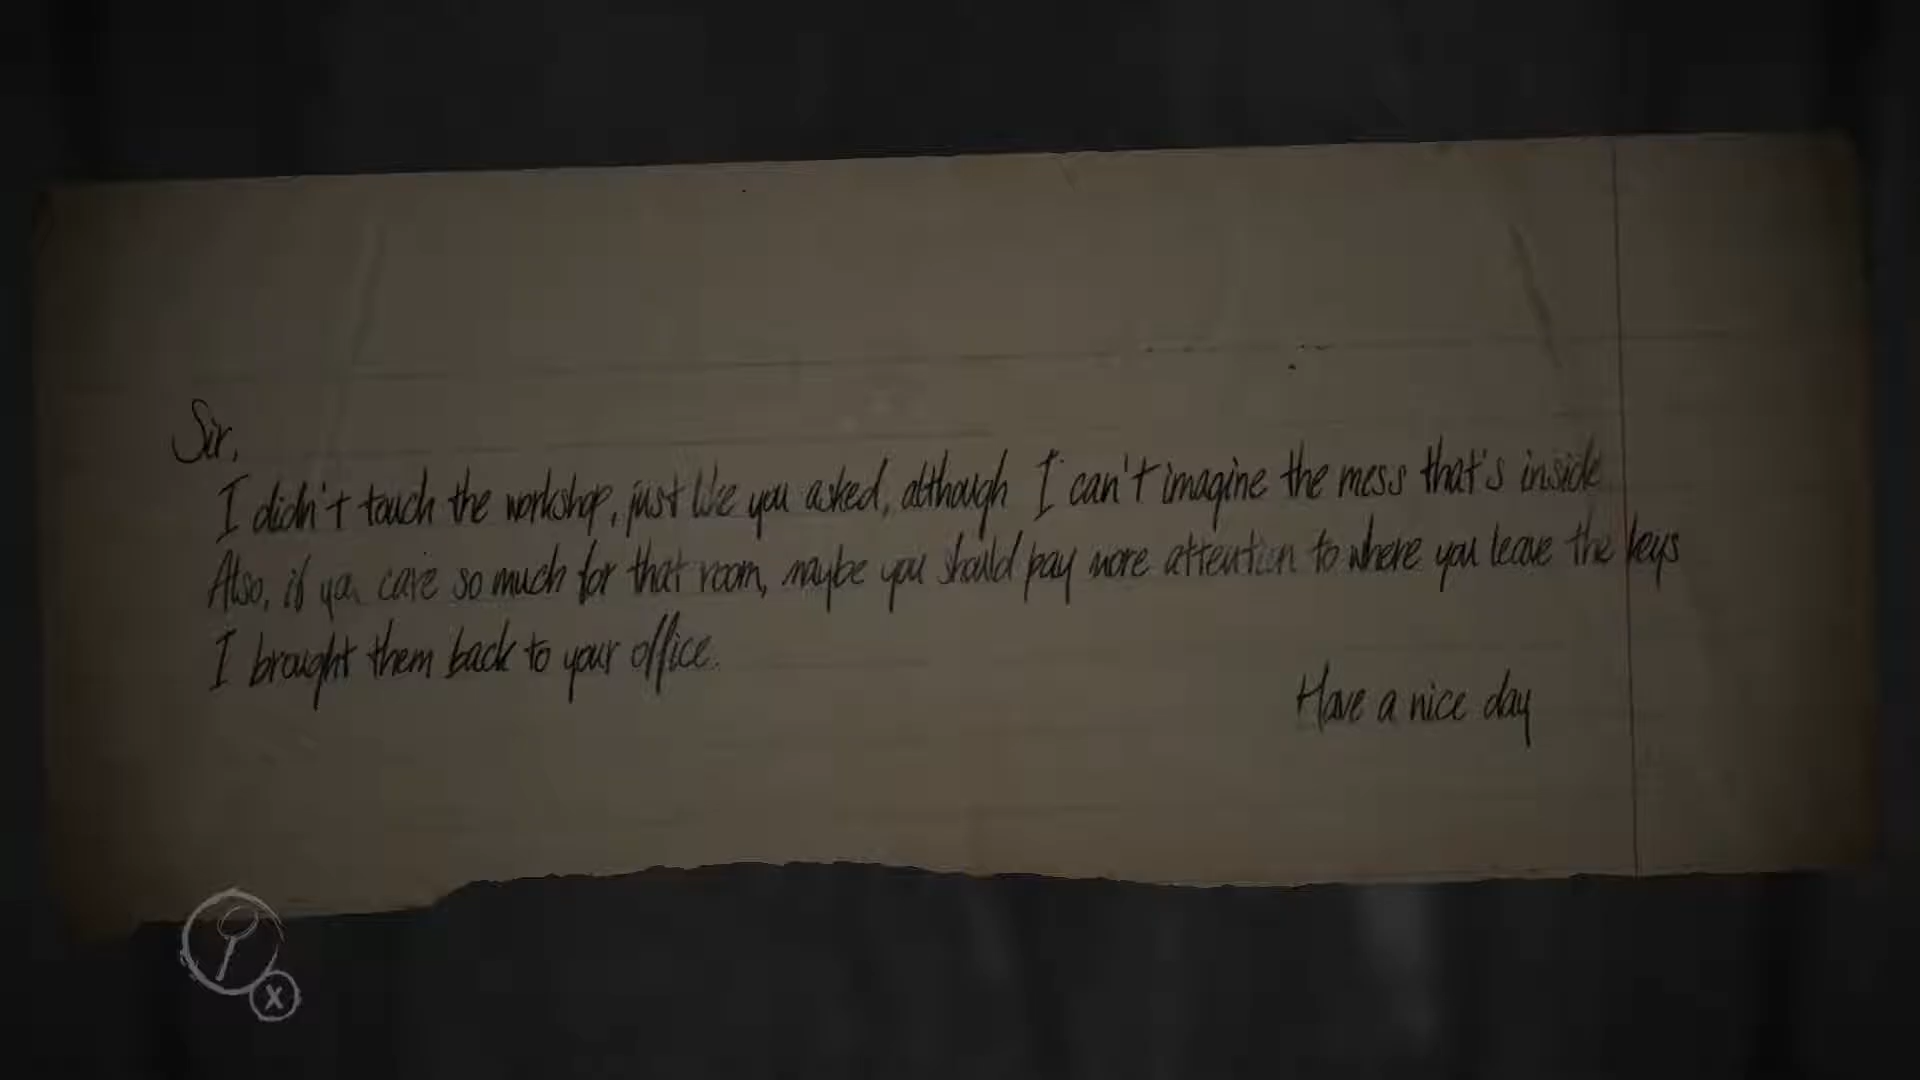 Sir,
I didn't touch the workshop, just like you asked, although I can't imagine the mess that's inside.
Also, if you care so much for that room, maybe you should pay more attention to where you leave the keys
I brought them back to your office.
Have a nice day
X